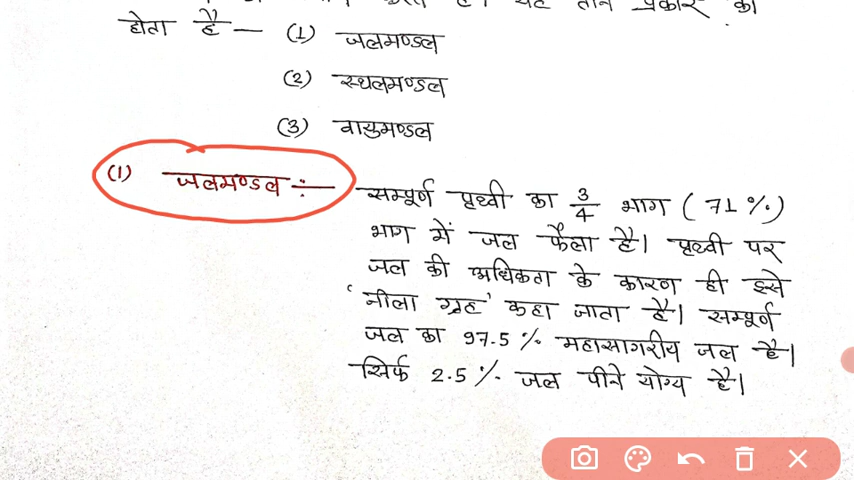 होता है — (1) जलमण्डल
(2) स्थलमण्डल
(3) वायुमण्डल
(1) जलमण्डल ÷— सम्पूर्ण पृथ्वी का 3/4 भाग ( 71 %)
भाग में जल फैला है। पृथ्वी पर
जल की अधिकता के कारण ही इसे
'नीला ग्रह' कहा जाता है। सम्पूर्ण
जल का 97.5 % महासागरीय जल है।
सिर्फ 2.5 % जल पीने योग्य है।